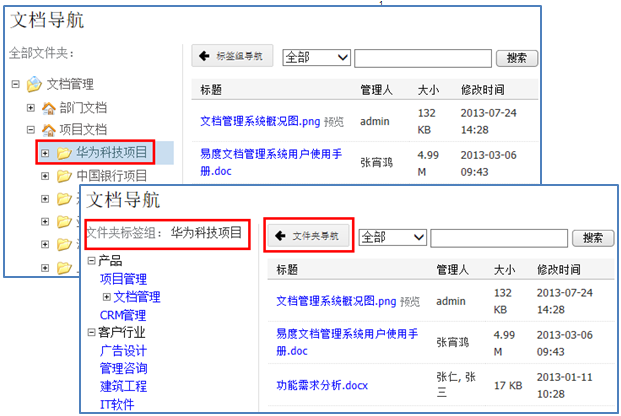 文档导航
全部文件夹：
标签组导航 全部 搜索
文档管理
部门文档
项目文档
华为科技项目
中国银行项目
标题 管理人 大小 修改时间
文档管理系统概况图.png 预览 admin 132 KB 2013-07-24 14:28
易度文档管理系统用户使用手册.doc 张宵鸿 4.99 M 2013-03-06 09:43
文档导航
文件夹标签组： 华为科技项目
文件夹导航 全部 搜索
产品
项目管理
文档管理
CRM管理
客户行业
广告设计
管理咨询
建筑工程
IT软件
标题 管理人 大小 修改时间
文档管理系统概况图.png 预览 admin 132 KB 2013-07-24 14:28
易度文档管理系统用户使用手册.doc 张宵鸿 4.99 M 2013-03-06 09:43
功能需求分析.docx 张仁, 张三 17 KB 2013-01-11 10:28